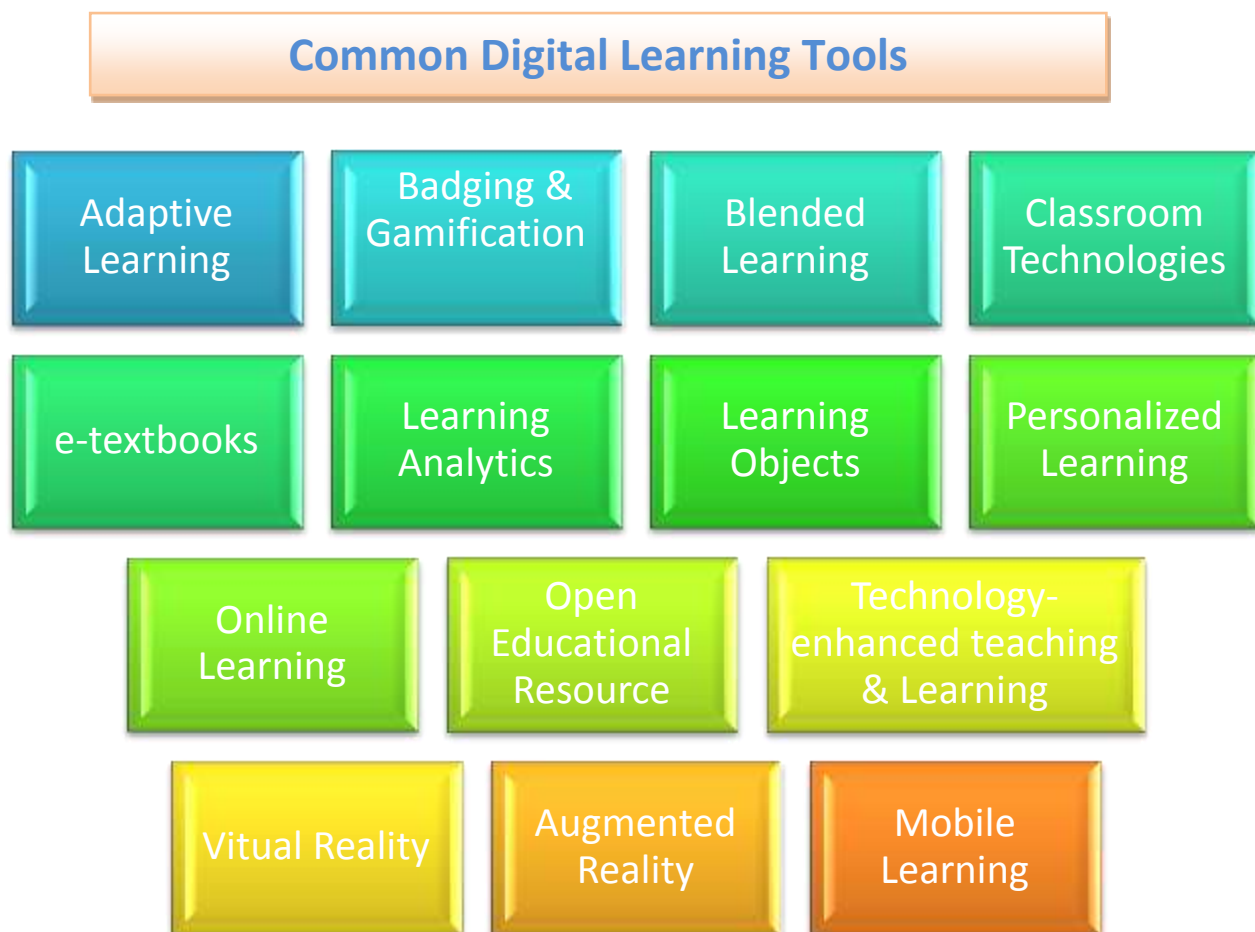 Common Digital Learning Tools
Adaptive
Learning
Badging &
Gamification
Blended
Learning
Classroom
Technologies
e-textbooks
Learning
Analytics
Learning
Objects
Personalized
Learning
Online
Learning
Open
Educational
Resource
Technology-
enhanced teaching
& Learning
Vitual Reality
Augmented
Reality
Mobile
Learning